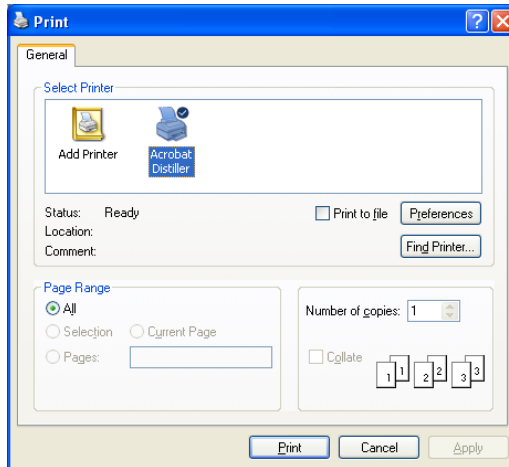 Print
General
Select Printer
Add Printer
Acrobat
Distiller
Status: Ready
Location:
Comment:
Print to file
Preferences
Find Printer...
Page Range
All
Selection
Current Page
Pages:
Number of copies: 1
Collate
1 1 2 2 3 3
Print
Cancel
Apply